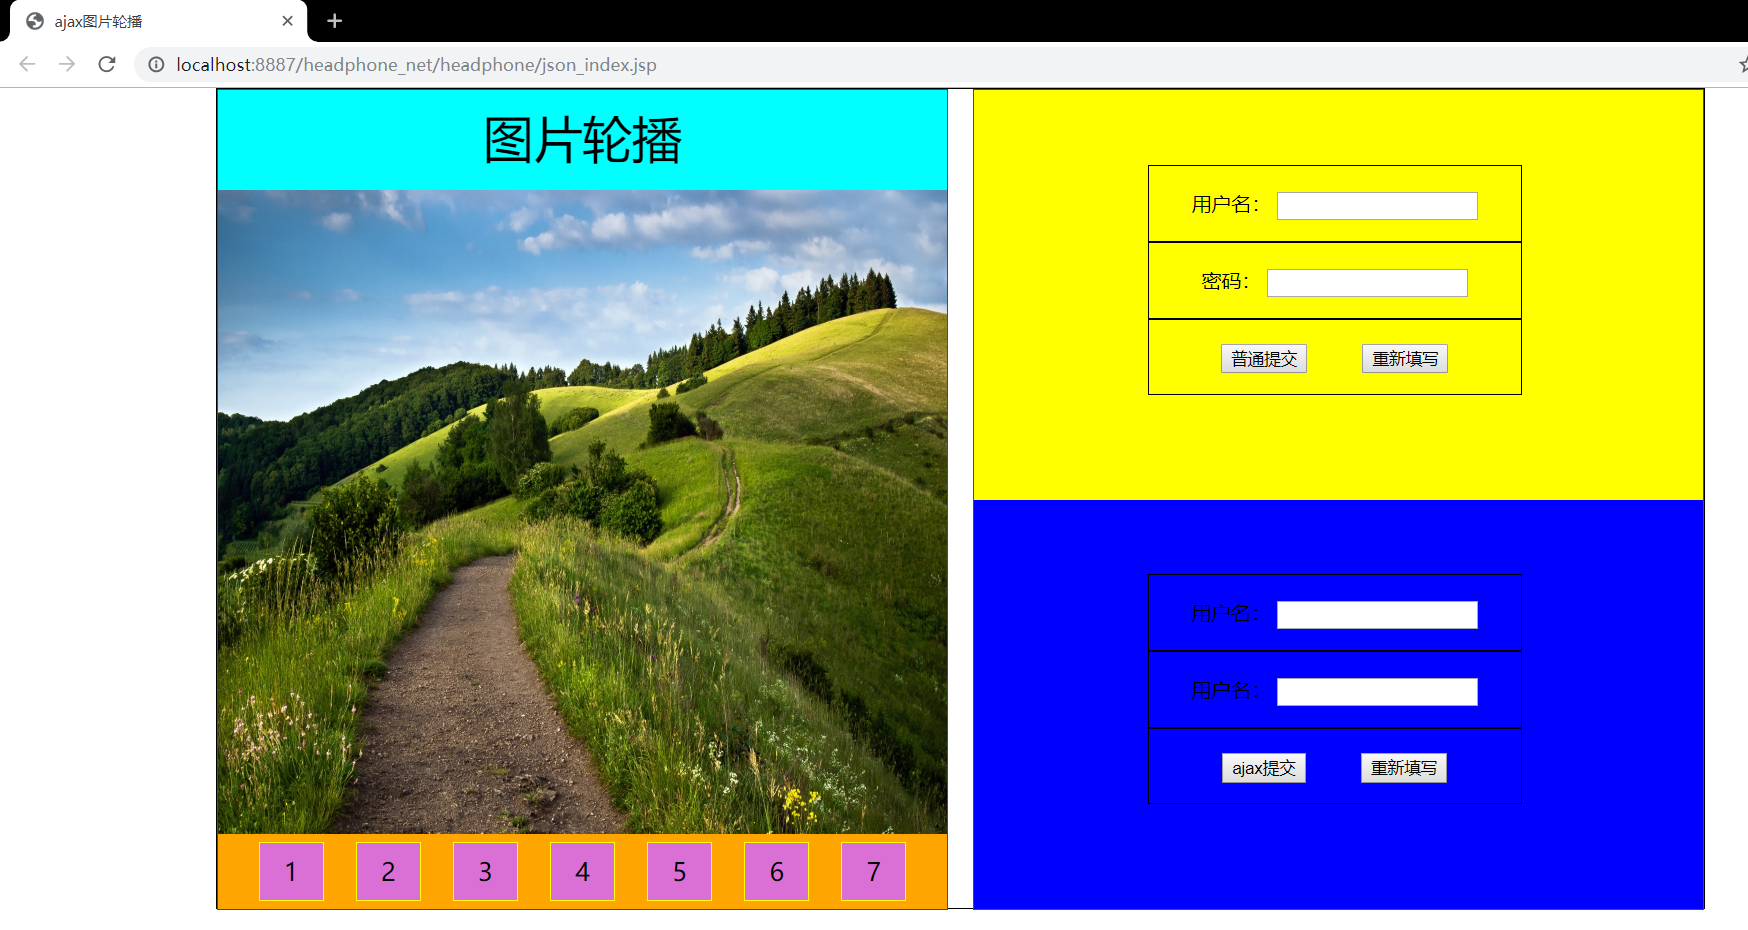 ajax图片轮播
localhost:8887/headphone_net/headphone/json_index.jsp
图片轮播
1 2 3 4 5 6 7
用户名：
密码：
普通提交 重新填写
用户名：
用户名：
ajax提交 重新填写